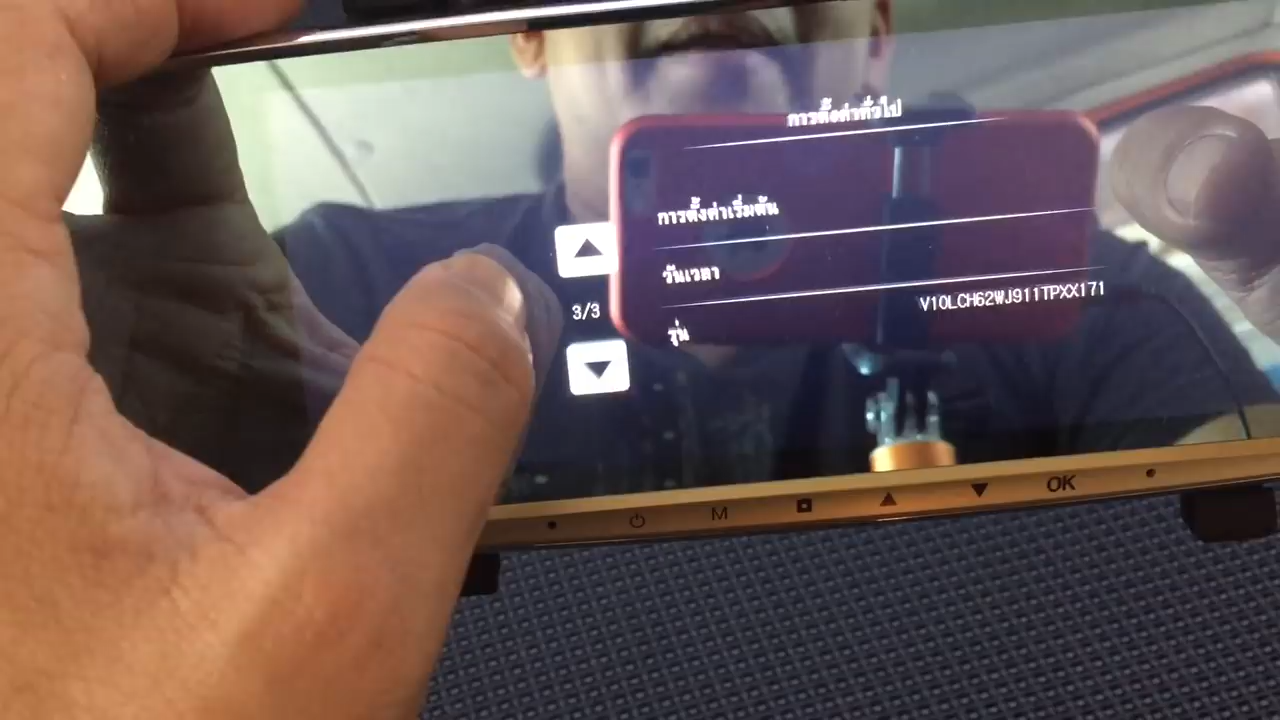 การตั้งค่าทั่วไป
การตั้งค่าเริ่มต้น
วันเวลา
3/3
V10LCH62WJ911TPXX171
รุ่น
M
OK